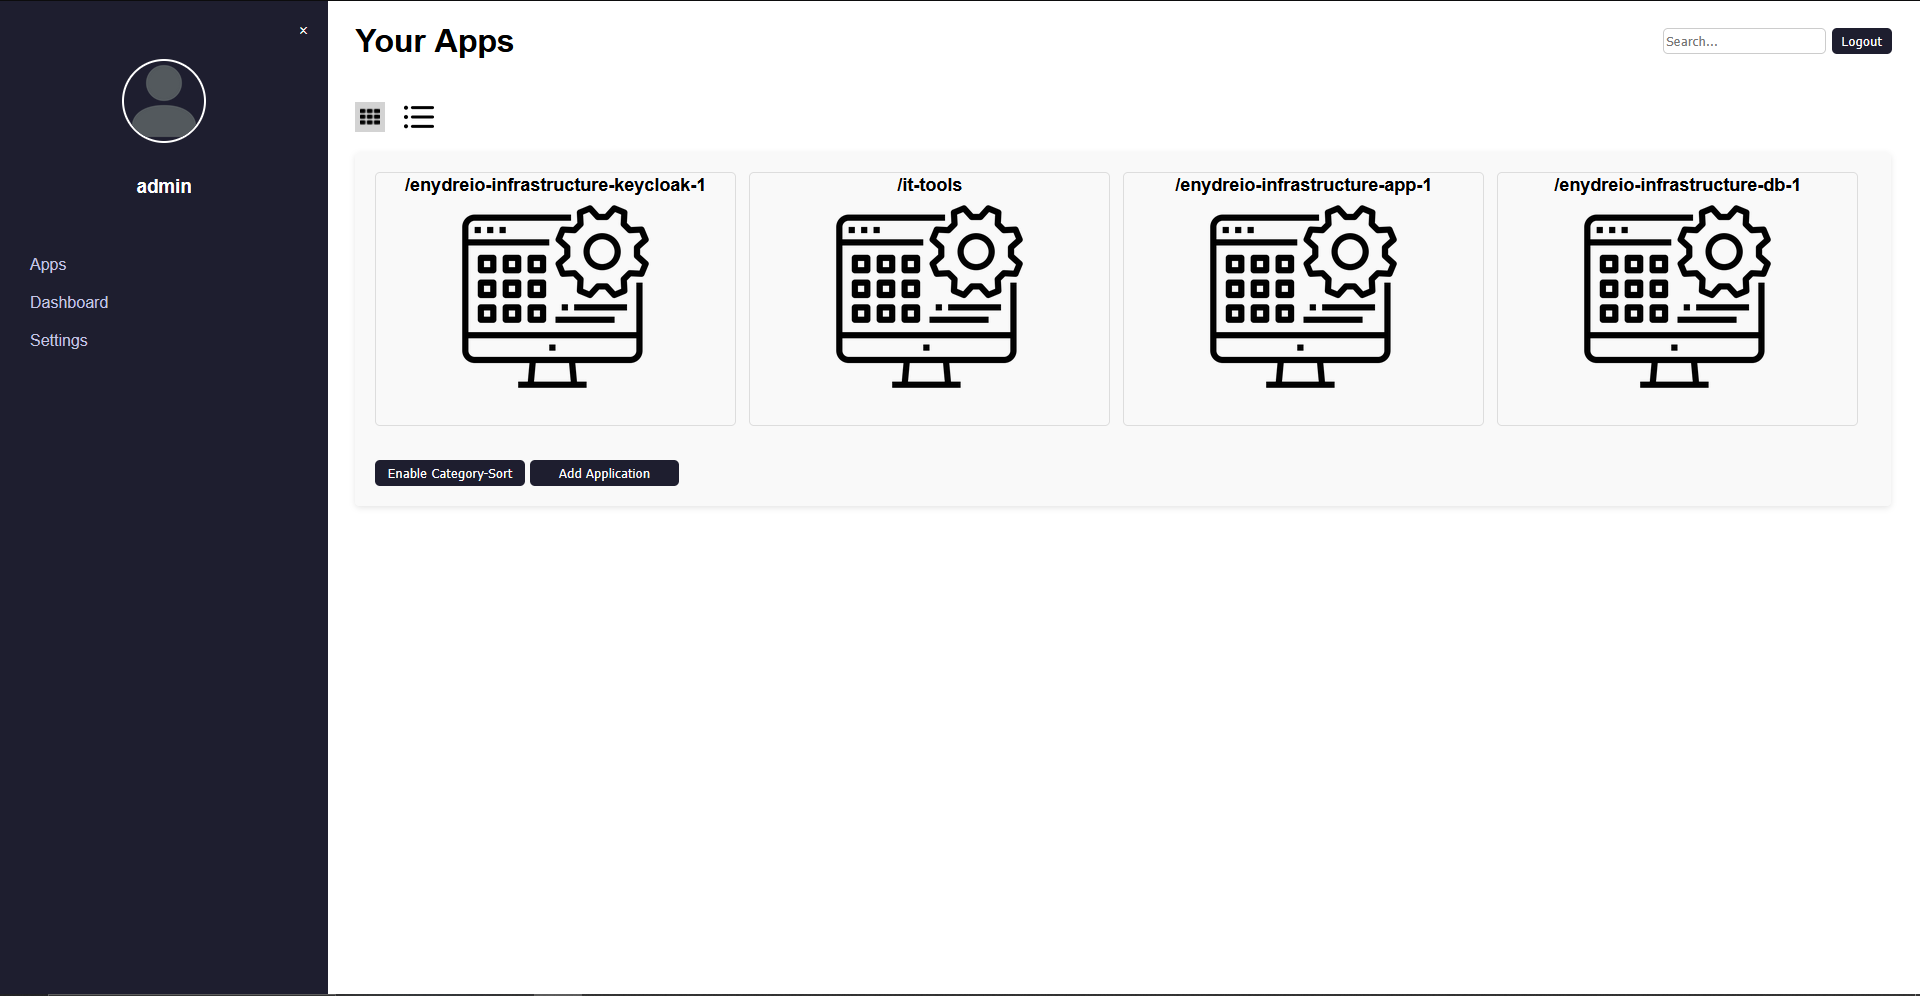 ×
admin
Apps
Dashboard
Settings
Your Apps
Search...
Logout
/enydreio-infrastructure-keycloak-1
/it-tools
/enydreio-infrastructure-app-1
/enydreio-infrastructure-db-1
Enable Category-Sort
Add Application